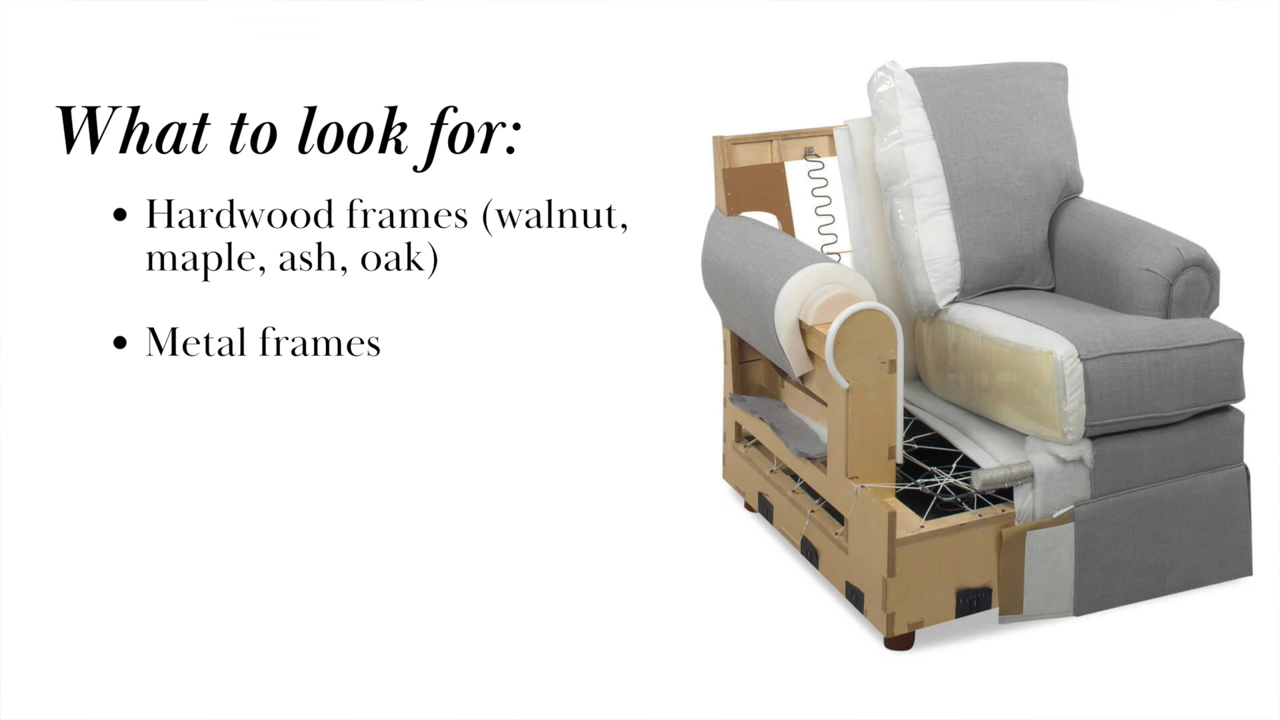 What to look for:
• Hardwood frames (walnut,
maple, ash, oak)
• Metal frames